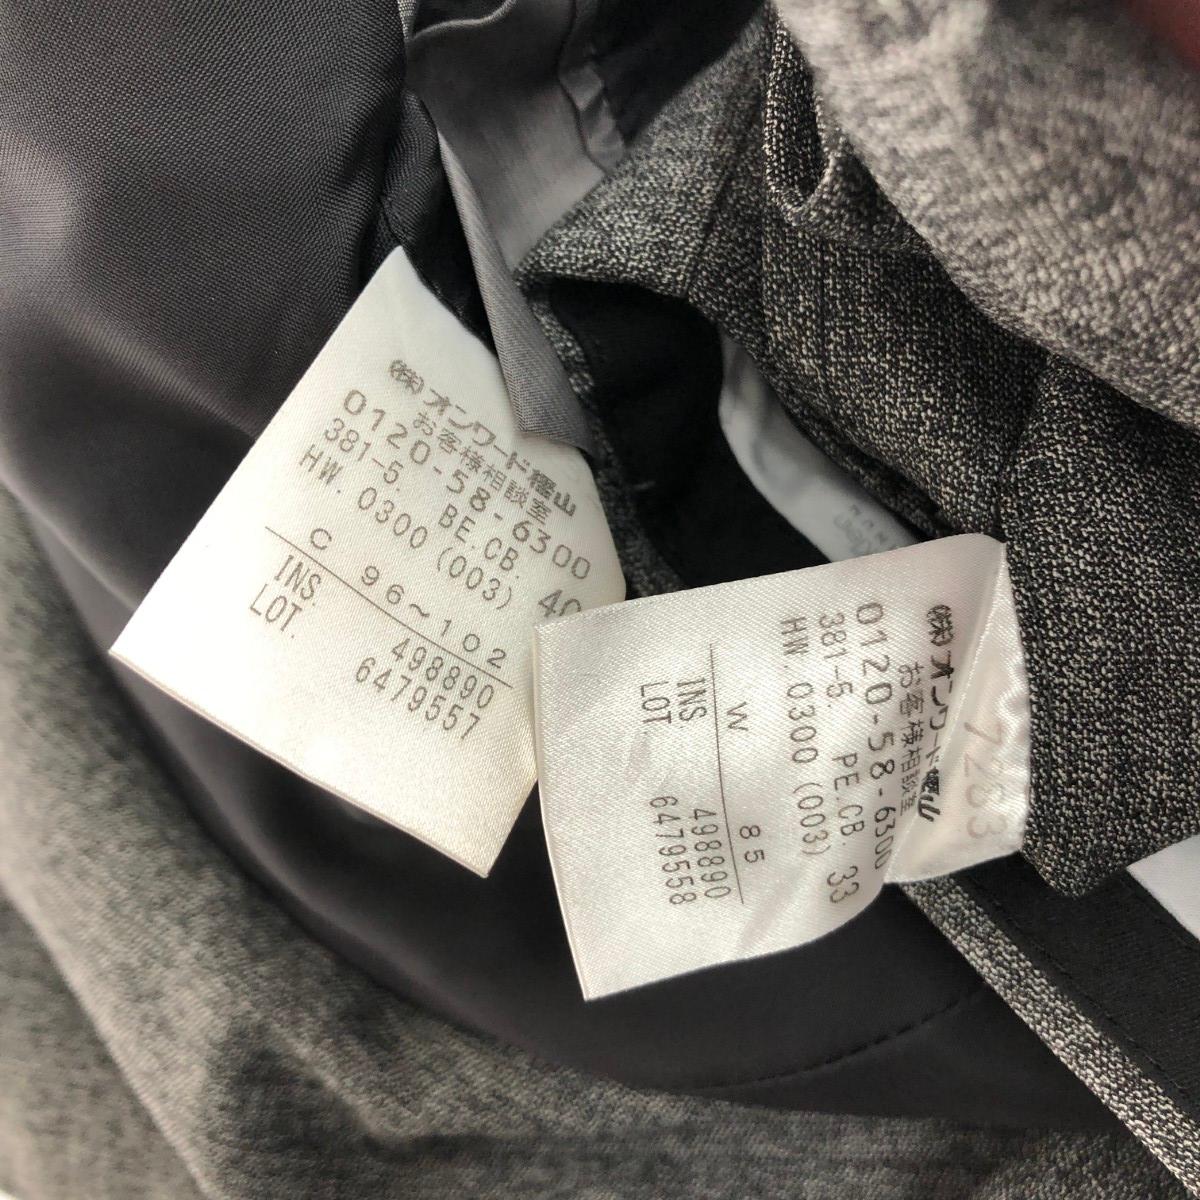 (株)オンワード樫山
お客様相談室
0120-58-6300
381-5. BE.CB. 40
HW. 0300 (003)
C 96～102
INS. 498890
LOT. 6479557
7283
(株)オンワード樫山
お客様相談室
0120-58-6300
381-5. PE.CB. 33
HW. 0300 (003)
W 85
INS 498890
LOT. 6479558